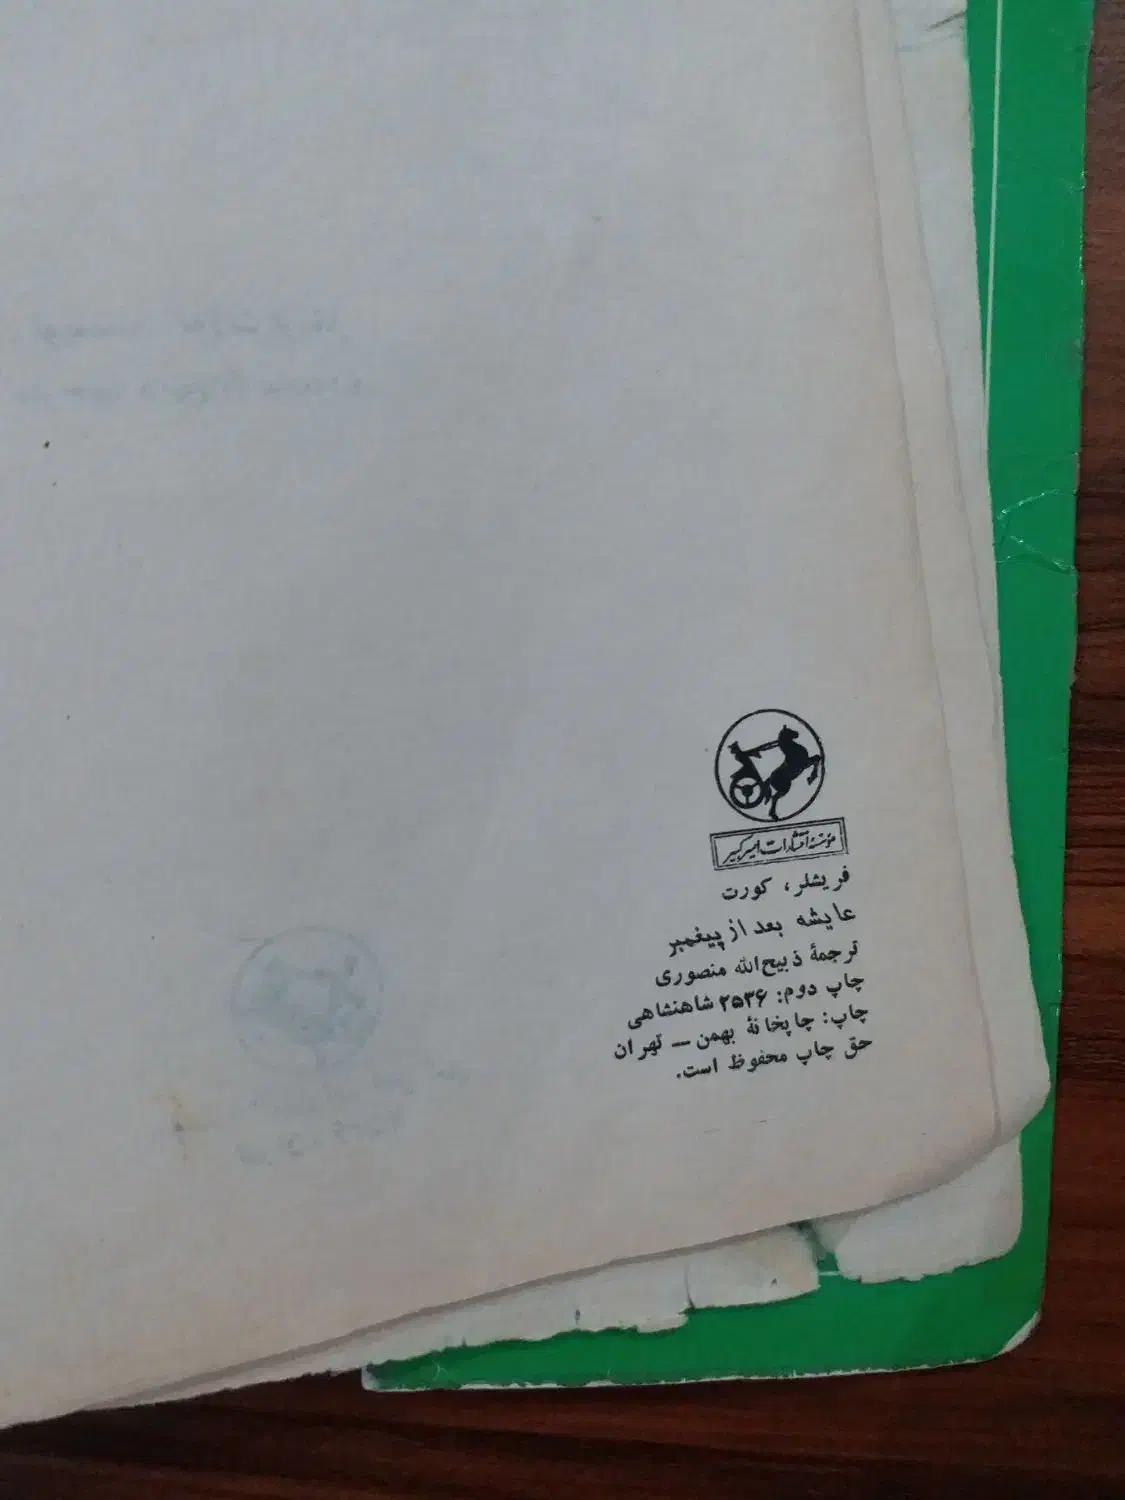 مؤسسهٔ انتشارات امیرکبیر
فریشلر، کورت
عایشه بعد از پیغمبر
ترجمهٔ ذبیح‌الله منصوری
چاپ دوم: ۲۵۳۶ شاهنشاهی
چاپ: چاپخانهٔ بهمن — تهران
حق چاپ محفوظ است.